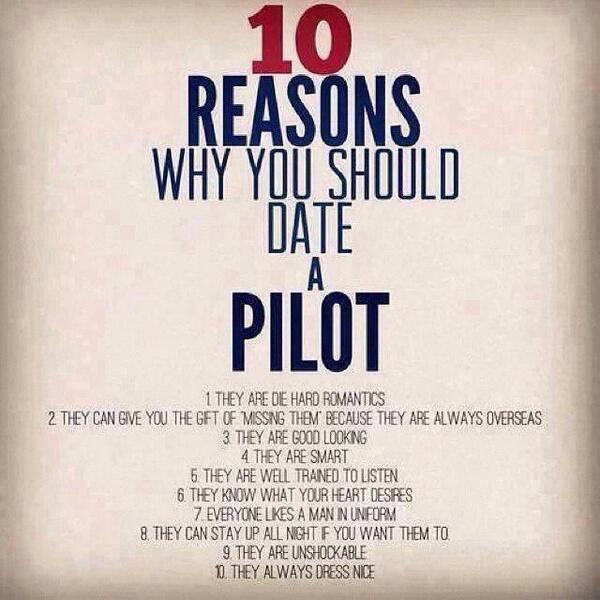 10
REASONS
WHY YOU SHOULD
DATE
A
PILOT
1. THEY ARE DIE HARD ROMANTICS
2. THEY CAN GIVE YOU THE GIFT OF "MISSING THEM" BECAUSE THEY ARE ALWAYS OVERSEAS
3. THEY ARE GOOD LOOKING
4. THEY ARE SMART
5. THEY ARE WELL TRAINED TO LISTEN.
6. THEY KNOW WHAT YOUR HEART DESIRES
7. EVERYONE LIKES A MAN IN UNIFORM
8. THEY CAN STAY UP ALL NIGHT IF YOU WANT THEM TO.
9. THEY ARE UNSHOCKABLE
10. THEY ALWAYS DRESS NICE